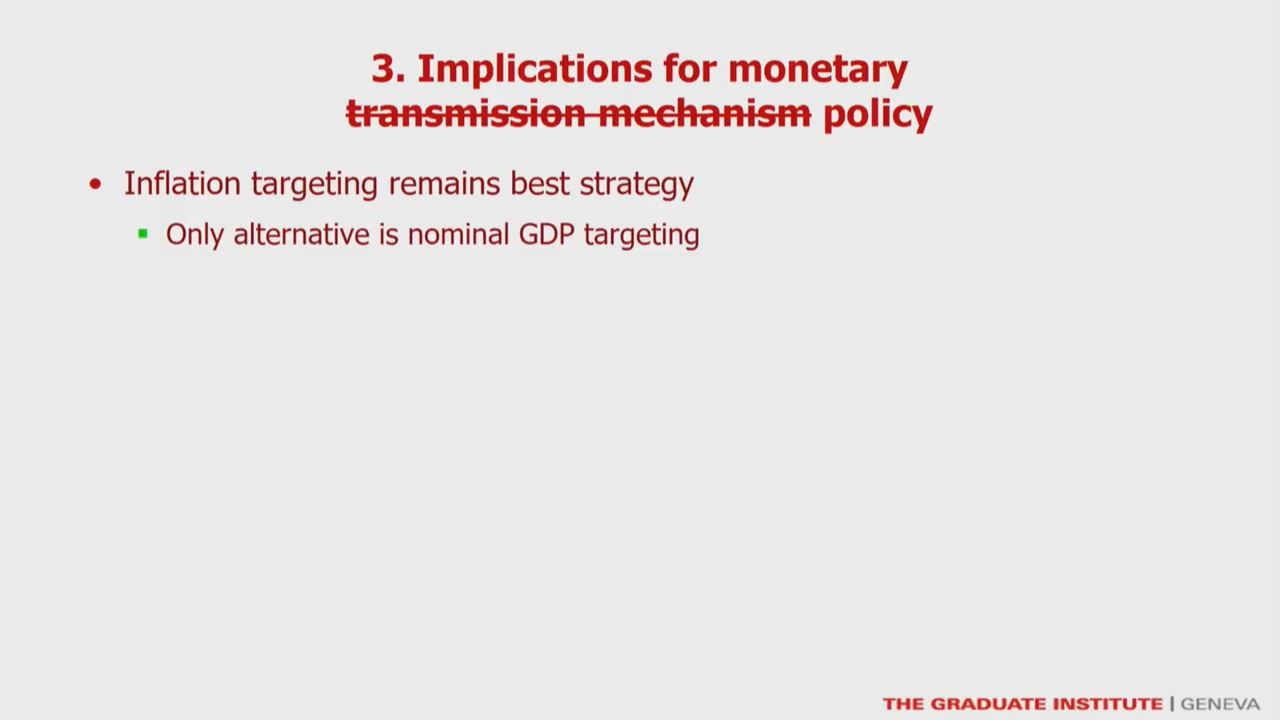 3. Implications for monetary
transmission mechanism policy
• Inflation targeting remains best strategy
▪ Only alternative is nominal GDP targeting
THE GRADUATE INSTITUTE | GENEVA